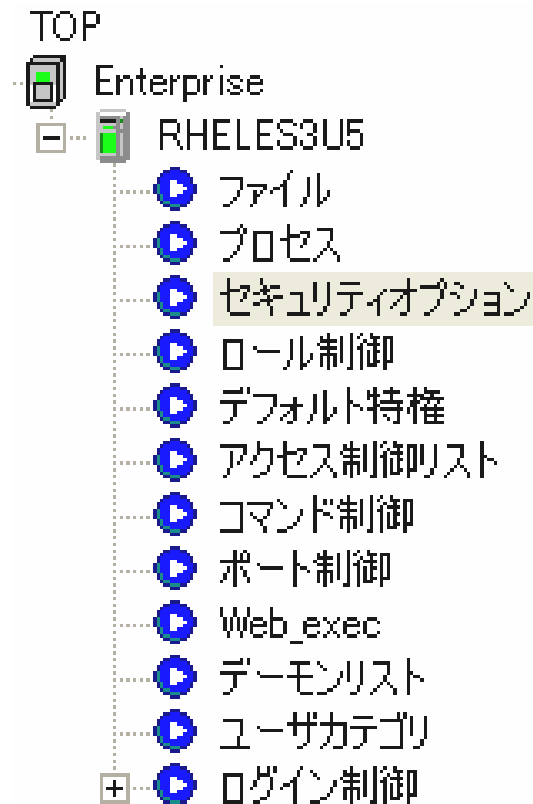 TOP
Enterprise
RHELES3U5
ファイル
プロセス
セキュリティオプション
ロール制御
デフォルト特権
アクセス制御リスト
コマンド制御
ポート制御
Web_exec
デーモンリスト
ユーザカテゴリ
ログイン制御